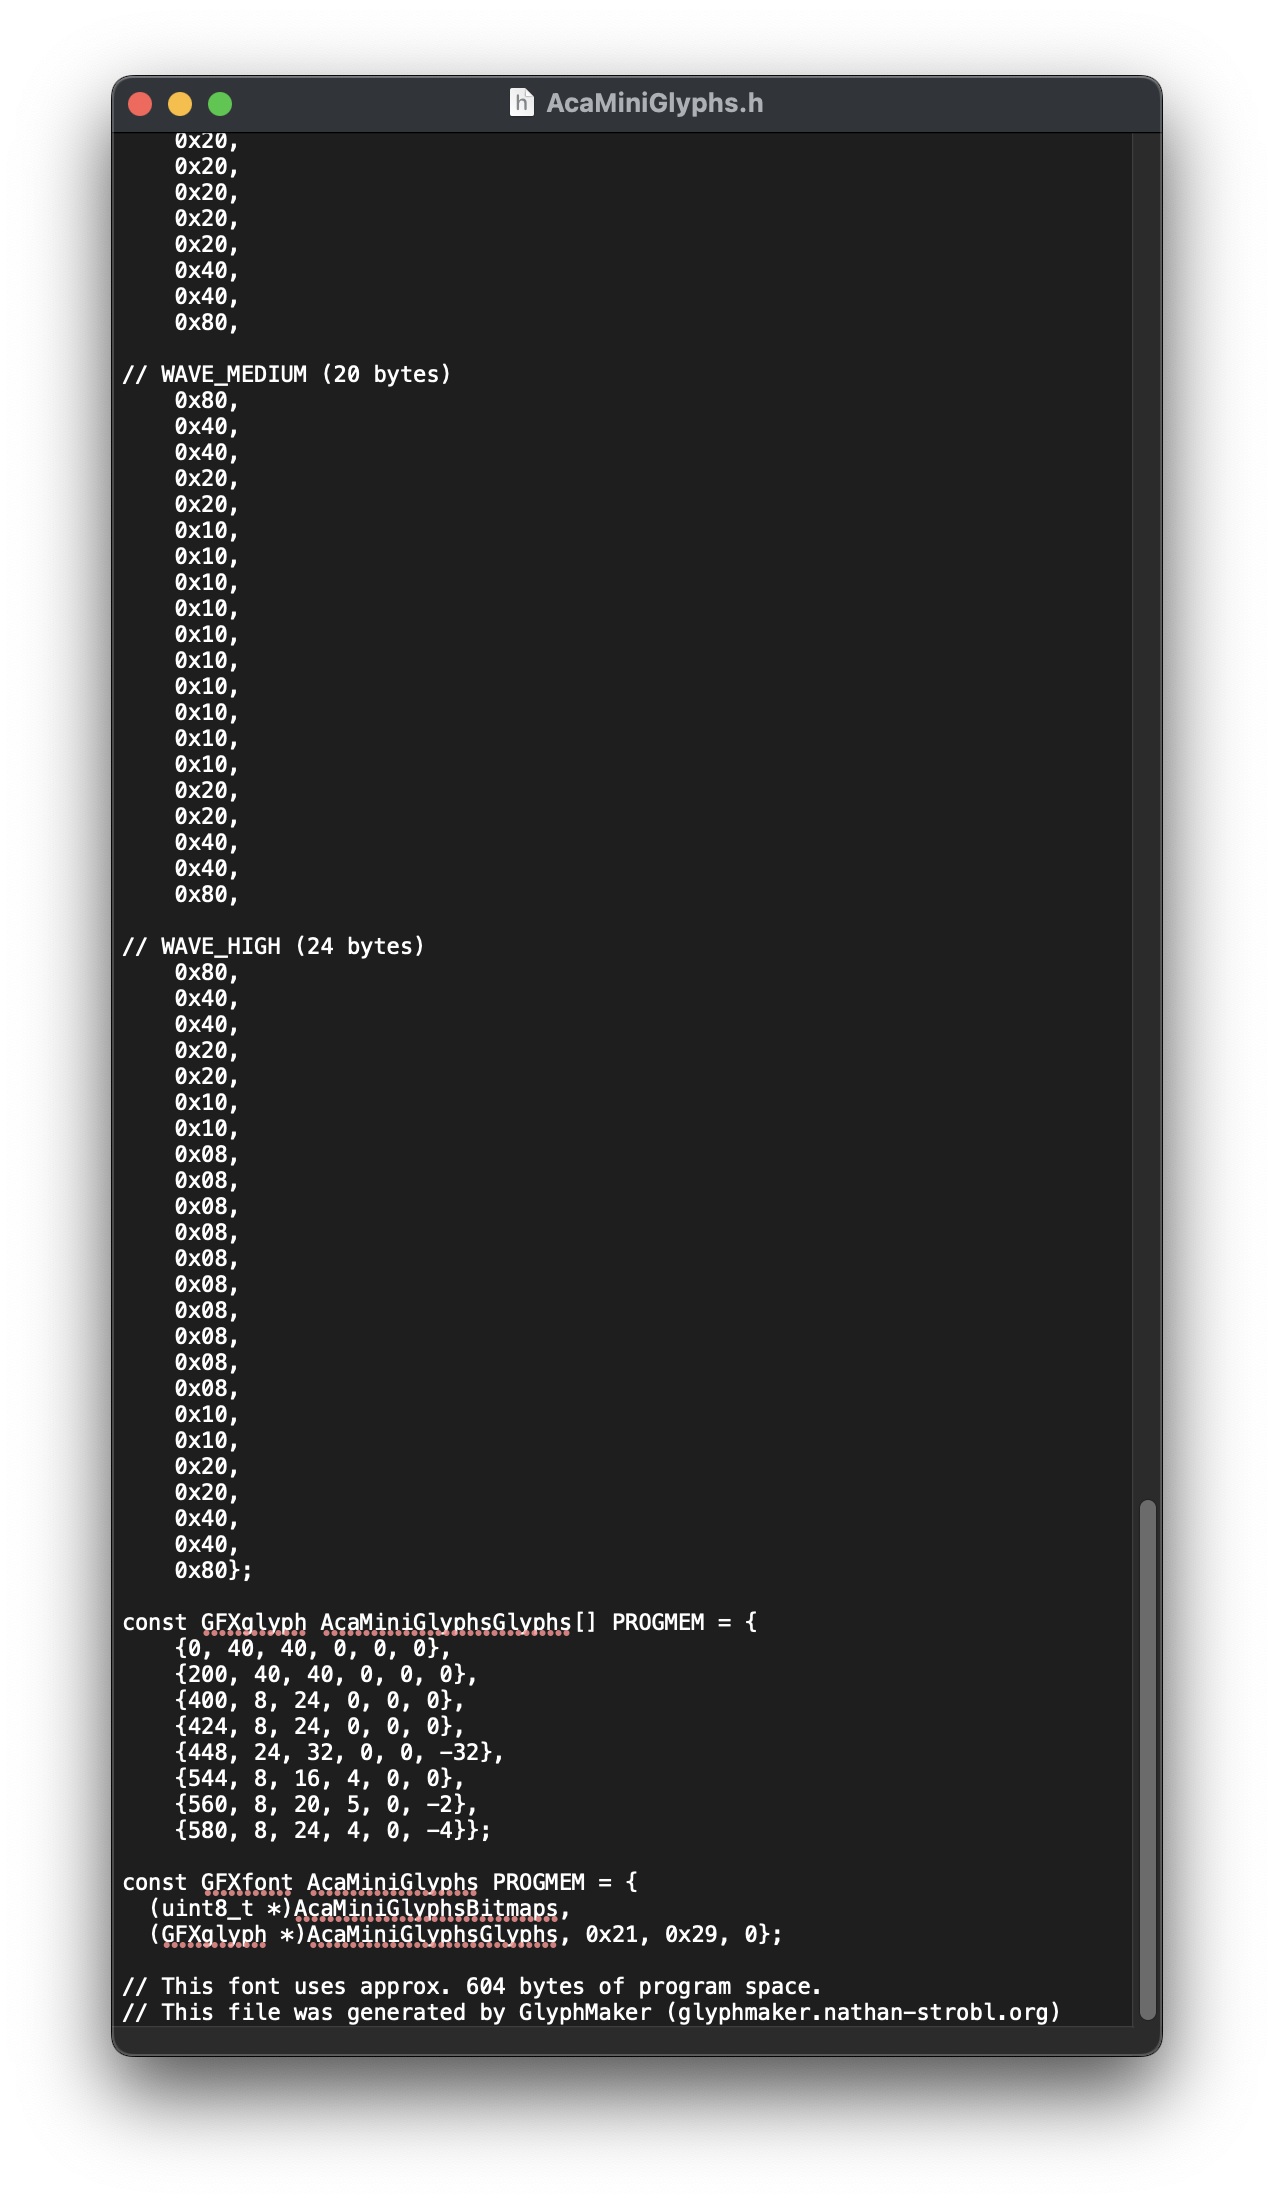 AcaMiniGlyphs.h
0x20,
0x20,
0x20,
0x20,
0x20,
0x40,
0x40,
0x80,
// WAVE_MEDIUM (20 bytes)
0x80,
0x40,
0x40,
0x20,
0x20,
0x10,
0x10,
0x10,
0x10,
0x10,
0x10,
0x10,
0x10,
0x10,
0x10,
0x20,
0x20,
0x40,
0x40,
0x80,
// WAVE_HIGH (24 bytes)
0x80,
0x40,
0x40,
0x20,
0x20,
0x10,
0x10,
0x08,
0x08,
0x08,
0x08,
0x08,
0x08,
0x08,
0x08,
0x08,
0x08,
0x10,
0x10,
0x20,
0x20,
0x40,
0x40,
0x80};
const GFXglyph AcaMiniGlyphsGlyphs[] PROGMEM = {
{0, 40, 40, 0, 0, 0},
{200, 40, 40, 0, 0, 0},
{400, 8, 24, 0, 0, 0},
{424, 8, 24, 0, 0, 0},
{448, 24, 32, 0, 0, -32},
{544, 8, 16, 4, 0, 0},
{560, 8, 20, 5, 0, -2},
{580, 8, 24, 4, 0, -4}};
const GFXfont AcaMiniGlyphs PROGMEM = {
(uint8_t *)AcaMiniGlyphsBitmaps,
(GFXglyph *)AcaMiniGlyphsGlyphs, 0x21, 0x29, 0};
// This font uses approx. 604 bytes of program space.
// This file was generated by GlyphMaker (glyphmaker.nathan-strobl.org)